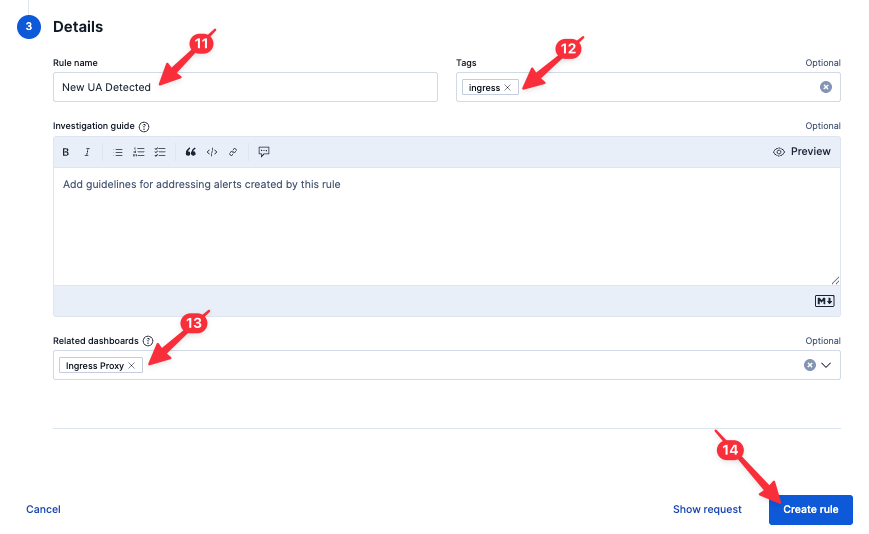 3 Details
11
12
Rule name
Tags Optional
New UA Detected
ingress
Investigation guide ? Optional
B I Preview
Add guidelines for addressing alerts created by this rule
M
13
Related dashboards ? Optional
Ingress Proxy
14
Cancel Show request Create rule